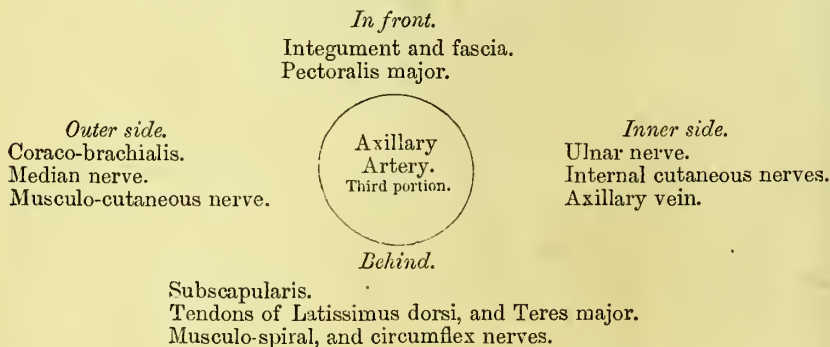 In front.
Integument and fascia.
Pectoralis major.
Outer side.
Coraco-brachialis.
Median nerve.
Musculo-cutaneous nerve.
Axillary
Artery.
Third portion.
Inner side.
Ulnar nerve.
Internal cutaneous nerves.
Axillary vein.
Behind.
Subscapularis.
Tendons of Latissimus dorsi, and Teres major.
Musculo-spiral, and circumflex nerves.